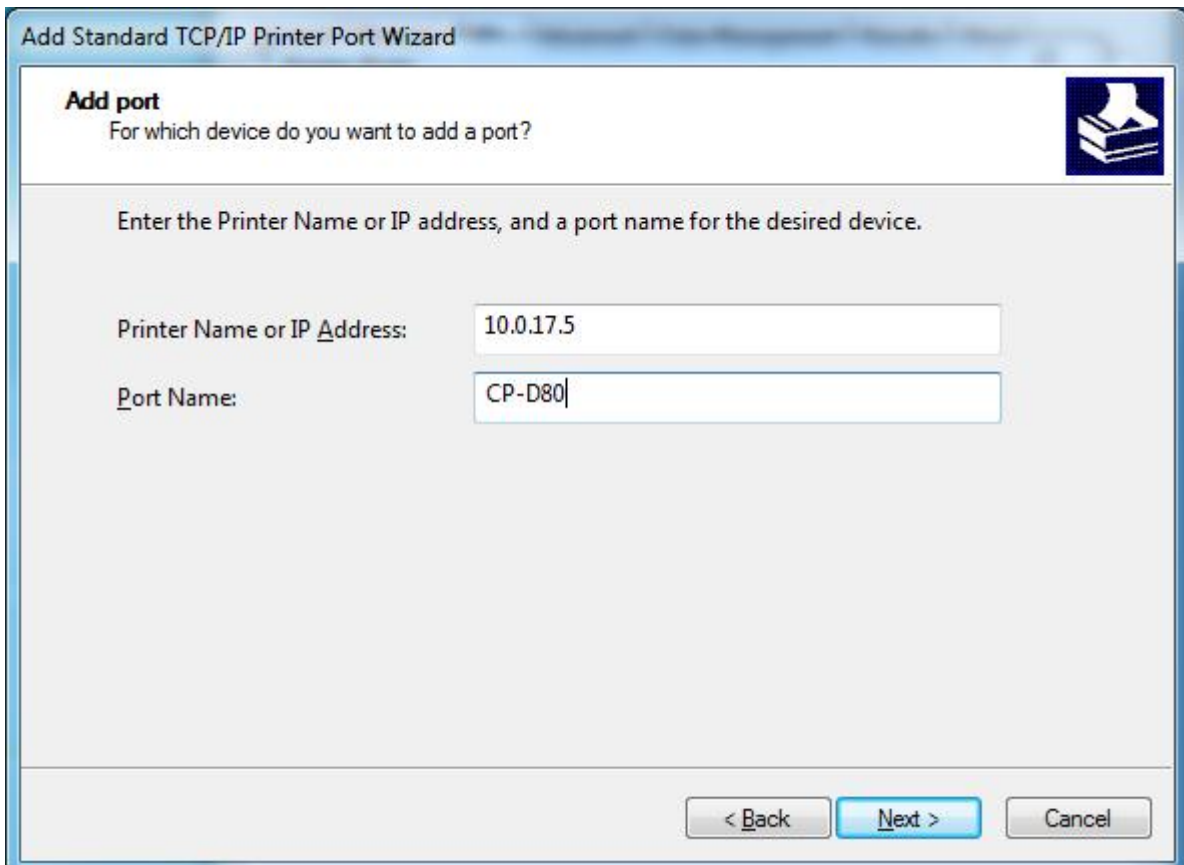 Add Standard TCP/IP Printer Port Wizard
Add port
For which device do you want to add a port?
Enter the Printer Name or IP address, and a port name for the desired device.
Printer Name or IP Address: 10.0.17.5
Port Name: CP-D80
< Back Next > Cancel